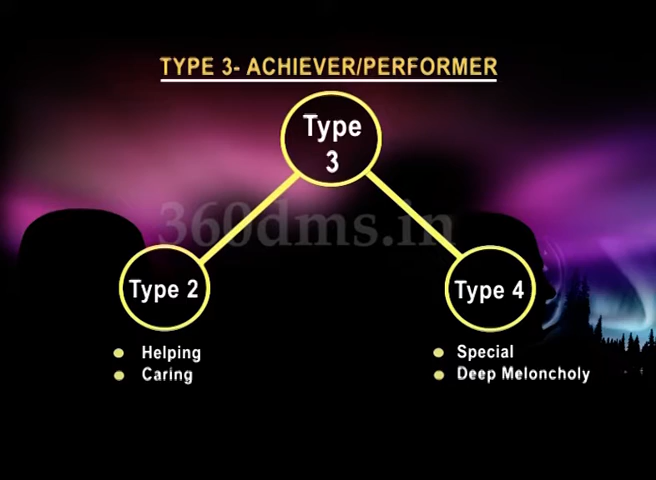 TYPE 3- ACHIEVER/PERFORMER
Type
3
360dms.in
Type 2
Type 4
Helping
Caring
Special
Deep Meloncholy